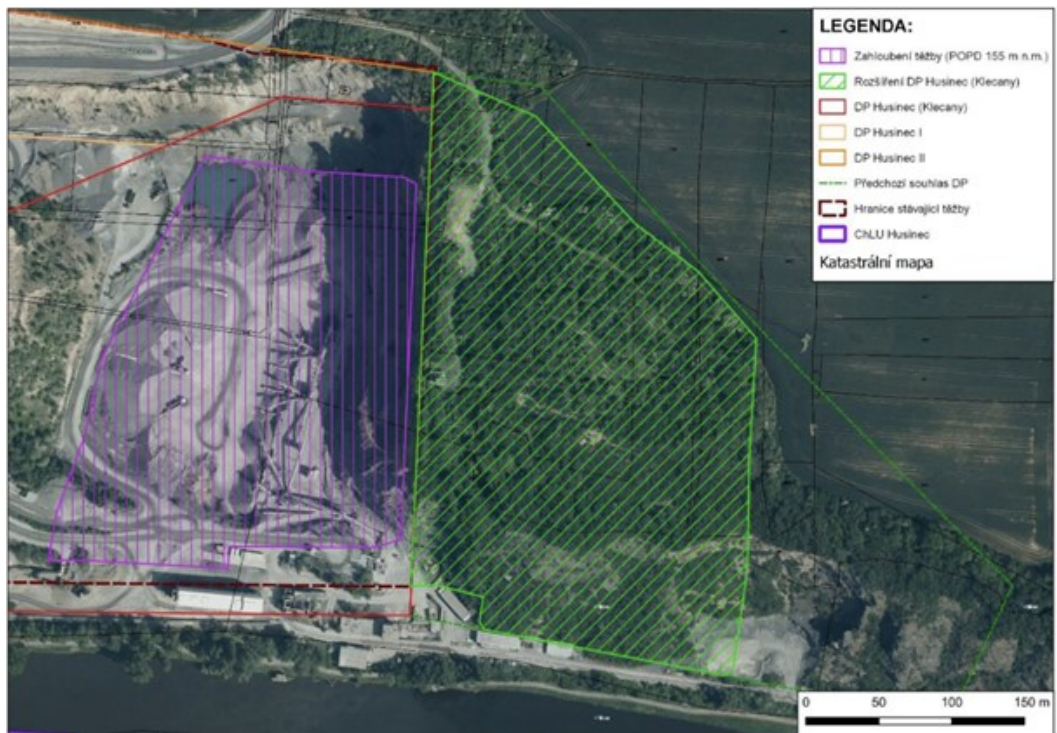 LEGENDA:
Zahloubení těžby (POPD 155 m n.m.)
Rozšíření DP Husinec (Klecany)
DP Husinec (Klecany)
DP Husinec I
DP Husinec II
Předchozí souhlas DP
Hranice stávající těžby
ChLU Husinec
Katastrální mapa
0 50 100 150 m